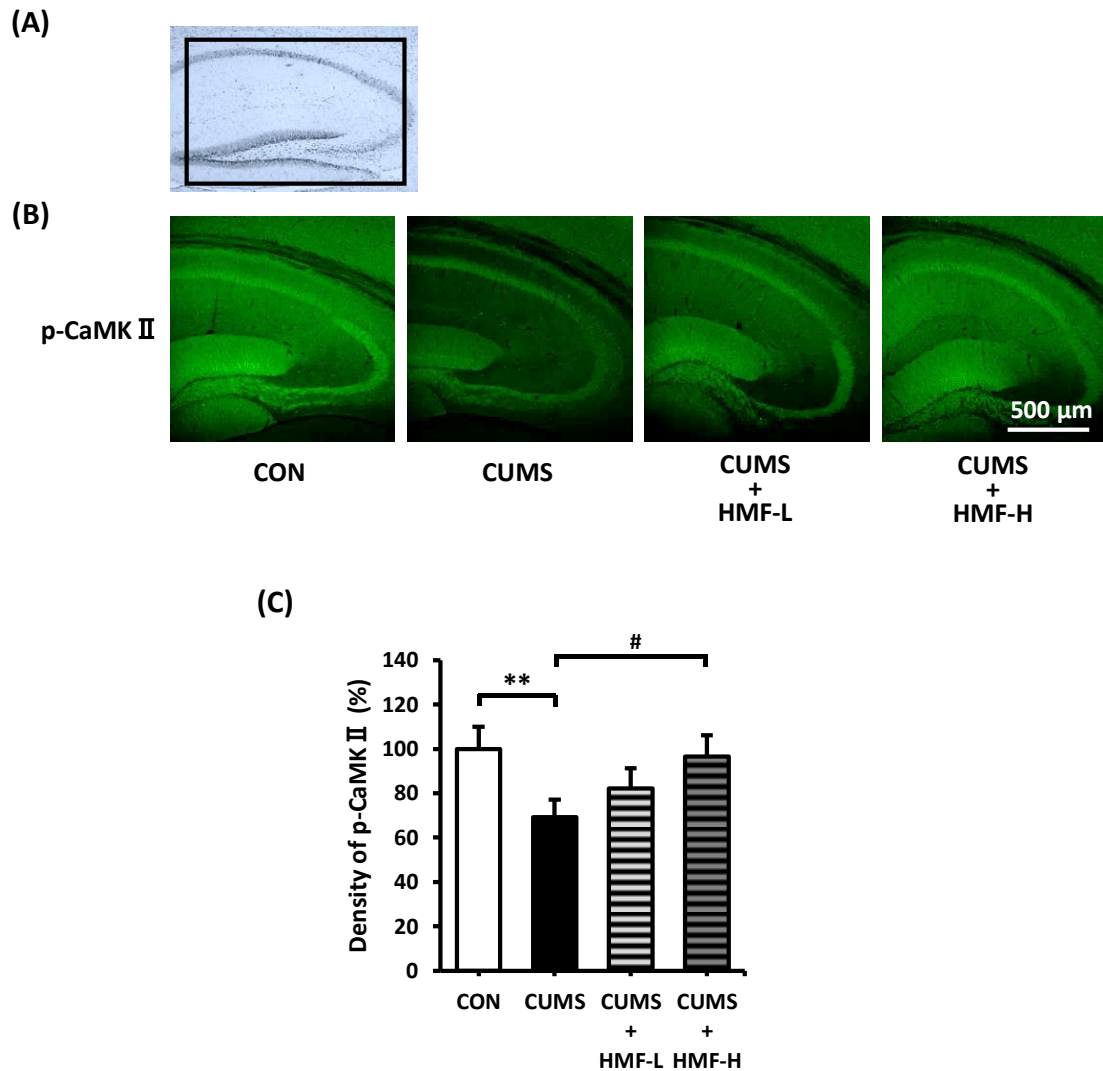 (A)
(B)
p-CaMK Ⅱ
500 μm
CON
CUMS
CUMS
+
HMF-L
CUMS
+
HMF-H
(C)
Density of p-CaMK Ⅱ (%)
140
120
100
80
60
40
20
0
**
#
CON
CUMS
CUMS
+
HMF-L
CUMS
+
HMF-H